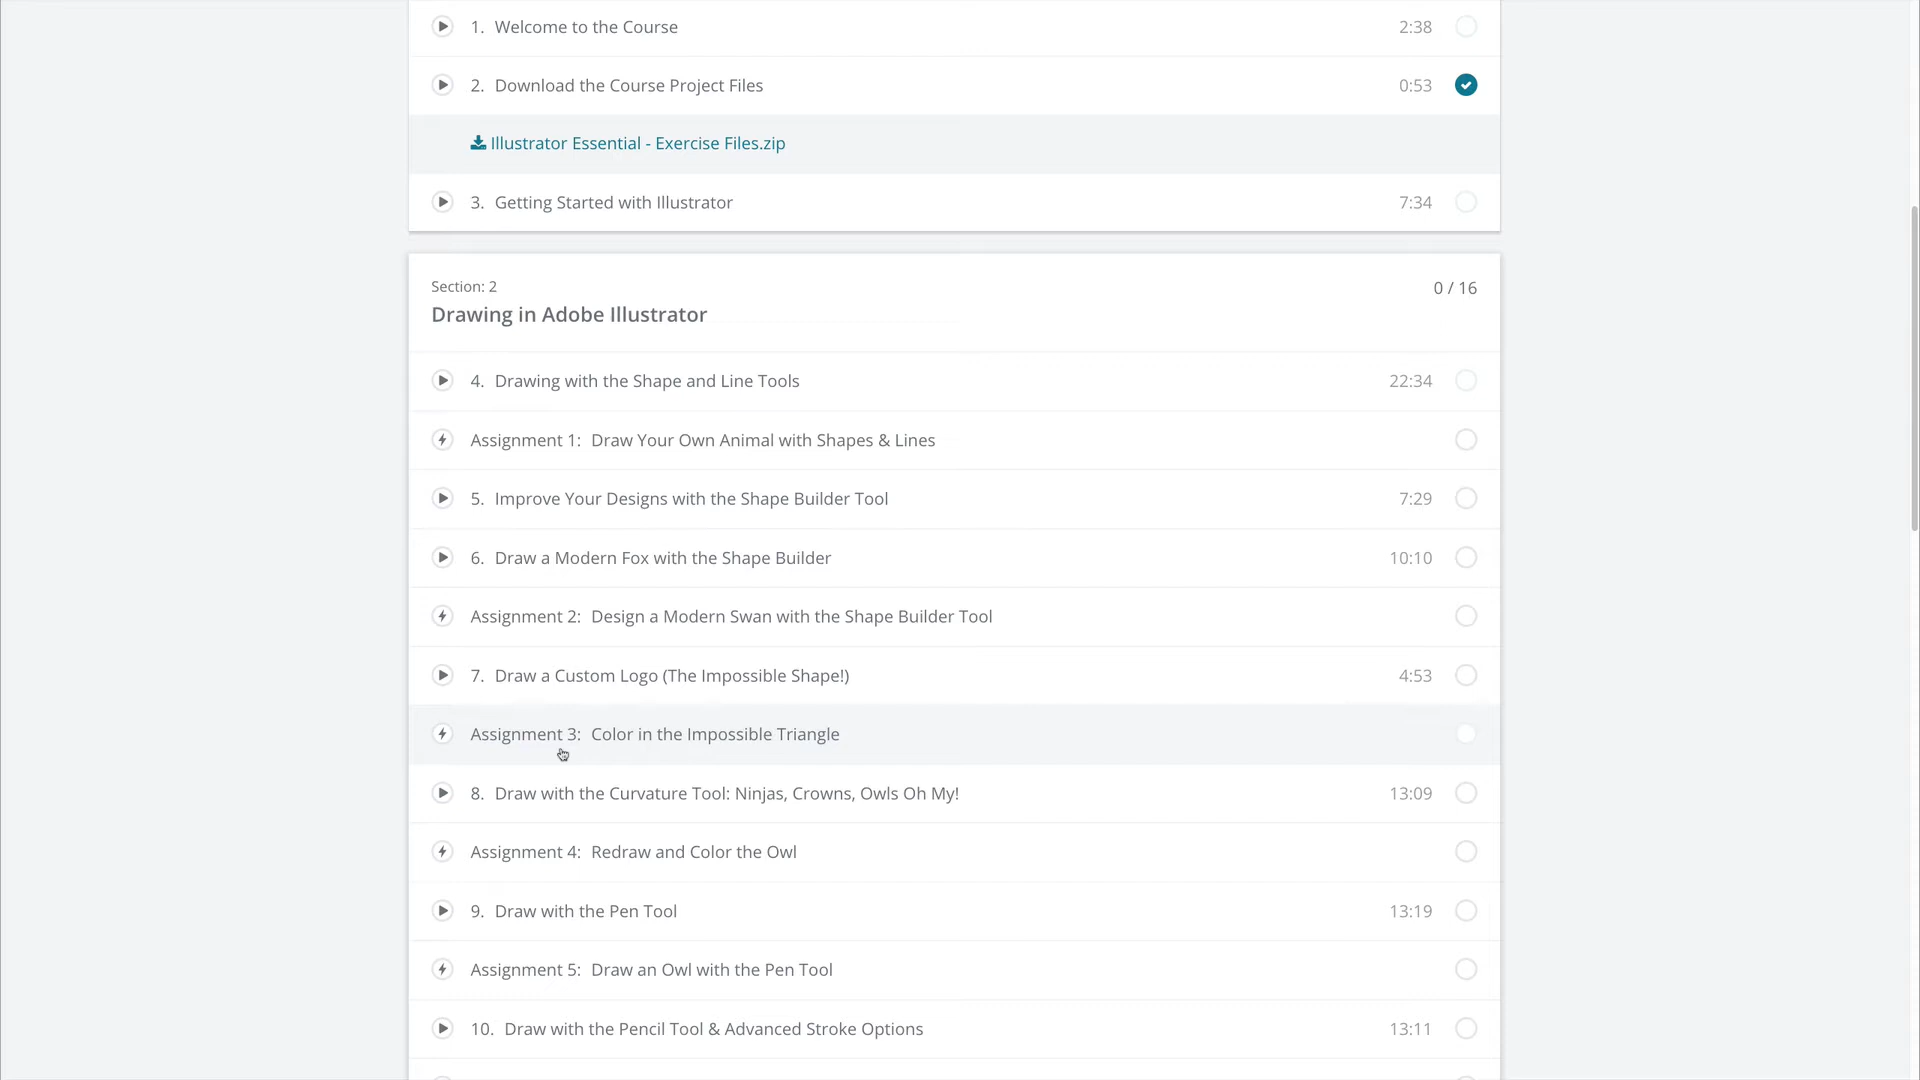 1. Welcome to the Course 2:38
2. Download the Course Project Files 0:53
Illustrator Essential - Exercise Files.zip
3. Getting Started with Illustrator 7:34
Section: 2 0 / 16
Drawing in Adobe Illustrator
4. Drawing with the Shape and Line Tools 22:34
Assignment 1: Draw Your Own Animal with Shapes & Lines
5. Improve Your Designs with the Shape Builder Tool 7:29
6. Draw a Modern Fox with the Shape Builder 10:10
Assignment 2: Design a Modern Swan with the Shape Builder Tool
7. Draw a Custom Logo (The Impossible Shape!) 4:53
Assignment 3: Color in the Impossible Triangle
8. Draw with the Curvature Tool: Ninjas, Crowns, Owls Oh My! 13:09
Assignment 4: Redraw and Color the Owl
9. Draw with the Pen Tool 13:19
Assignment 5: Draw an Owl with the Pen Tool
10. Draw with the Pencil Tool & Advanced Stroke Options 13:11